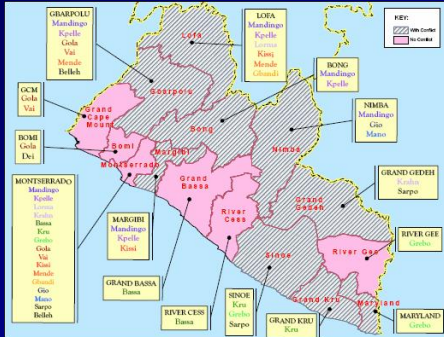 GBARPOLU
Mandingo
Kpelle
Gola
Vai
Mende
Belleh
LOFA
Mandingo
Kpelle
Lorma
Kissi
Mende
Gbandi
KEY:
With Conflict
No Conflict
BONG
Mandingo
Kpelle
NIMBA
Mandingo
Gio
Mano
GCM
Gola
Vai
BOMI
Gola
Dei
MONTSERRADO
Mandingo
Kpelle
Lorma
Krahn
Bassa
Kru
Grebo
Gola
Vai
Kissi
Mende
Gbandi
Gio
Mano
Sarpo
Belleh
MARGIBI
Mandingo
Kpelle
Kissi
GRAND BASSA
Bassa
RIVER CESS
Bassa
SINOE
Kru
Grebo
Sarpo
GRAND KRU
Kru
MARYLAND
Grebo
RIVER GEE
Grebo
GRAND GEDEH
Krahn
Sarpo
Lofa
Gbarpolu
Grand
Cape
Mount
Bomi
Montserrado
Margibi
Bong
Nimba
Grand
Bassa
River
Cess
Grand
Gedeh
Sinoe
River Gee
Grand Kru
Maryland